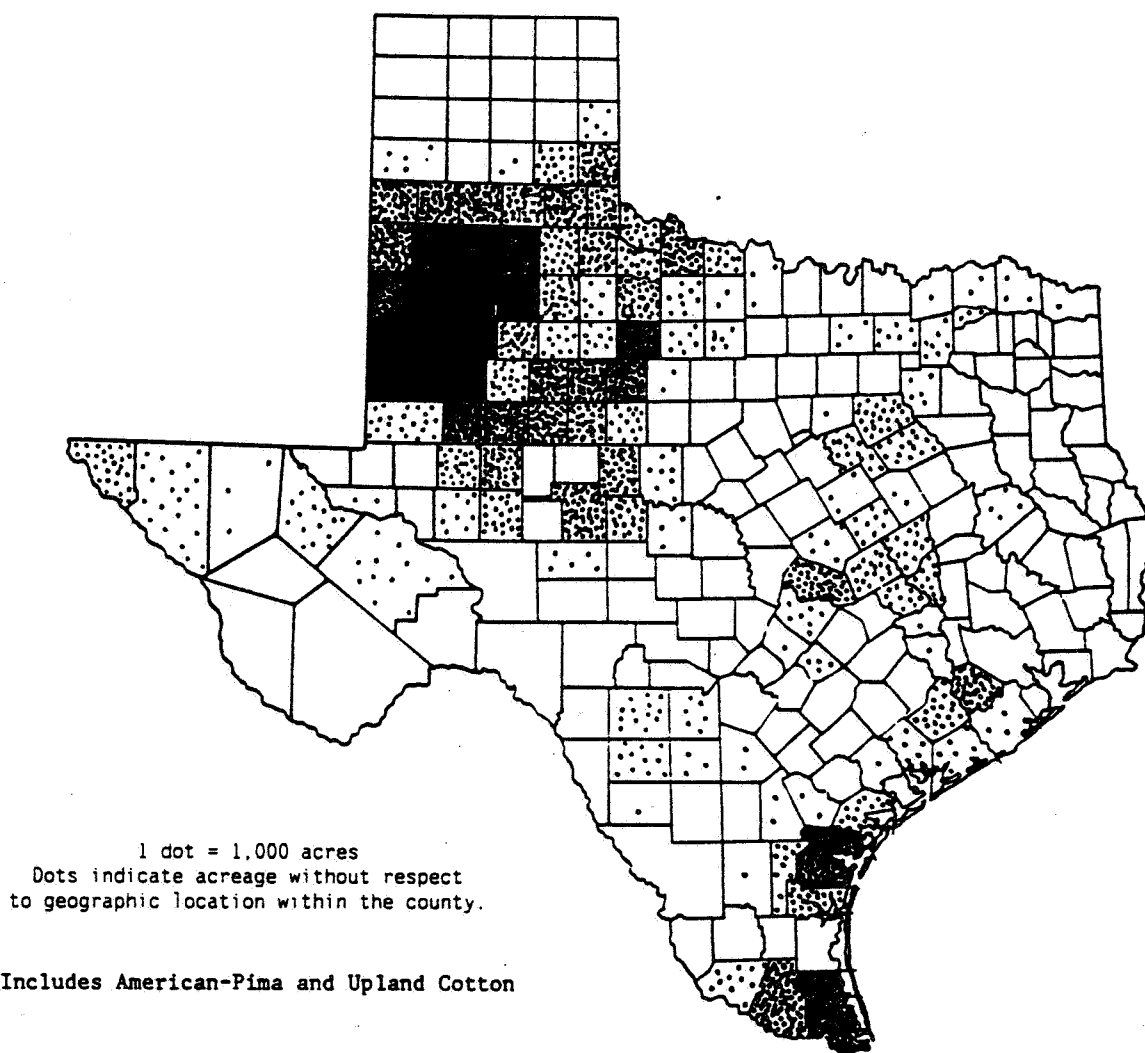 1 dot = 1,000 acres
Dots indicate acreage without respect
to geographic location within the county.
Includes American-Pima and Upland Cotton